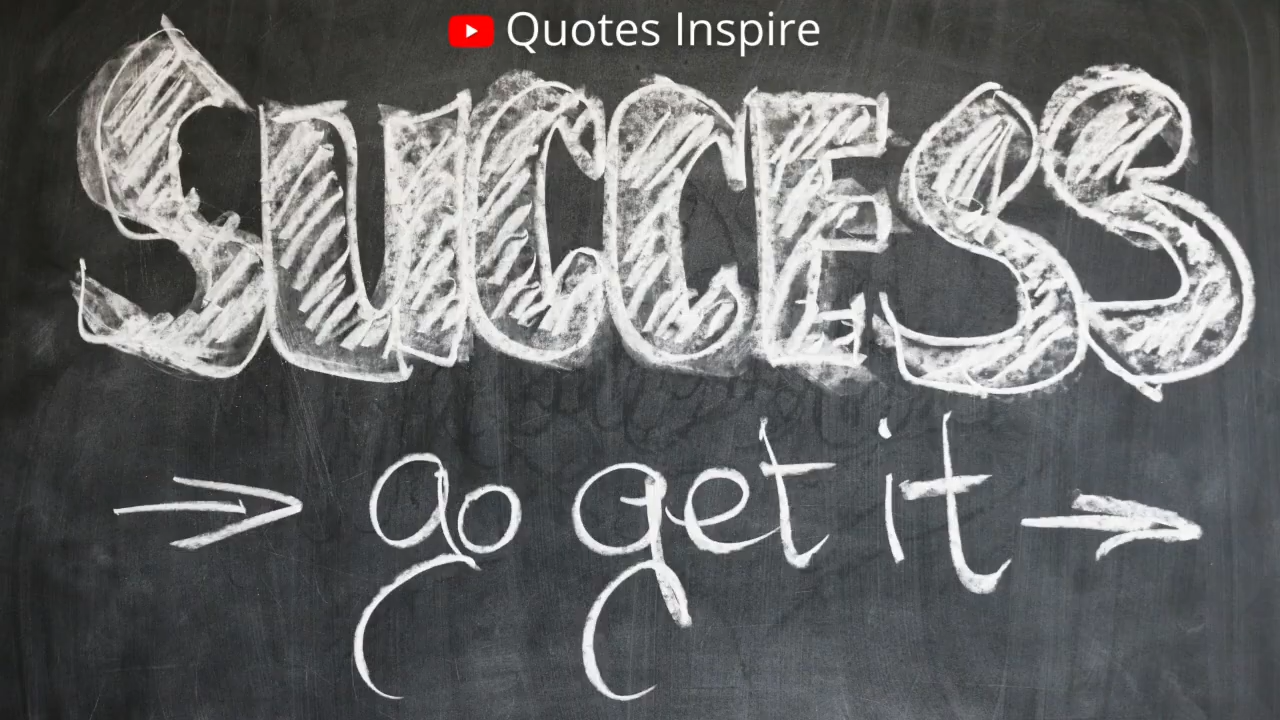 Quotes Inspire
SUCCESS
→ go get it →